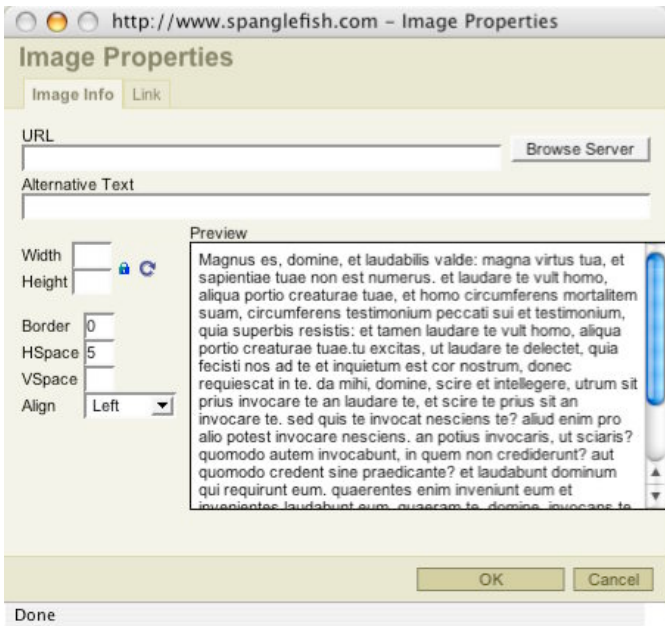 http://www.spanglefish.com – Image Properties
Image Properties
Image Info Link
URL
Browse Server
Alternative Text
Width
Height
Border 0
HSpace 5
VSpace
Align Left
Preview
Magnus es, domine, et laudabilis valde: magna virtus tua, et
sapientiae tuae non est numerus. et laudare te vult homo,
aliqua portio creaturae tuae, et homo circumferens mortalitem
suam, circumferens testimonium peccati sui et testimonium,
quia superbis resistis: et tamen laudare te vult homo, aliqua
portio creaturae tuae.tu excitas, ut laudare te delectet, quia
fecisti nos ad te et inquietum est cor nostrum, donec
requiescat in te. da mihi, domine, scire et intellegere, utrum sit
prius invocare te an laudare te, et scire te prius sit an
invocare te. sed quis te invocat nesciens te? aliud enim pro
alio potest invocare nesciens. an potius invocaris, ut sciaris?
quomodo autem invocabunt, in quem non crediderunt? aut
quomodo credent sine praedicante? et laudabunt dominum
qui requirunt eum. quaerentes enim inveniunt eum et
invenientes laudabunt eum. quaeram te, domine, invocans te
OK Cancel
Done